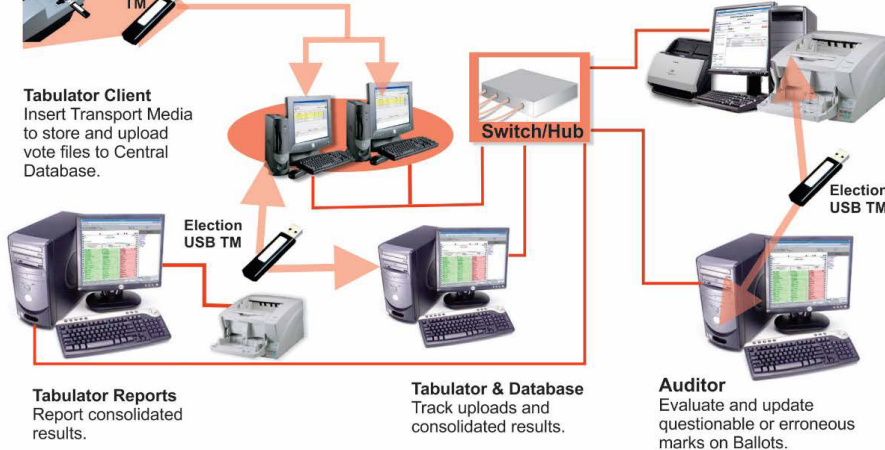 TM
Tabulator Client
Insert Transport Media
to store and upload
vote files to Central
Database.
Switch/Hub
Election
USB TM
Election
USB TM
Tabulator Reports
Report consolidated
results.
Tabulator & Database
Track uploads and
consolidated results.
Auditor
Evaluate and update
questionable or erroneous
marks on Ballots.